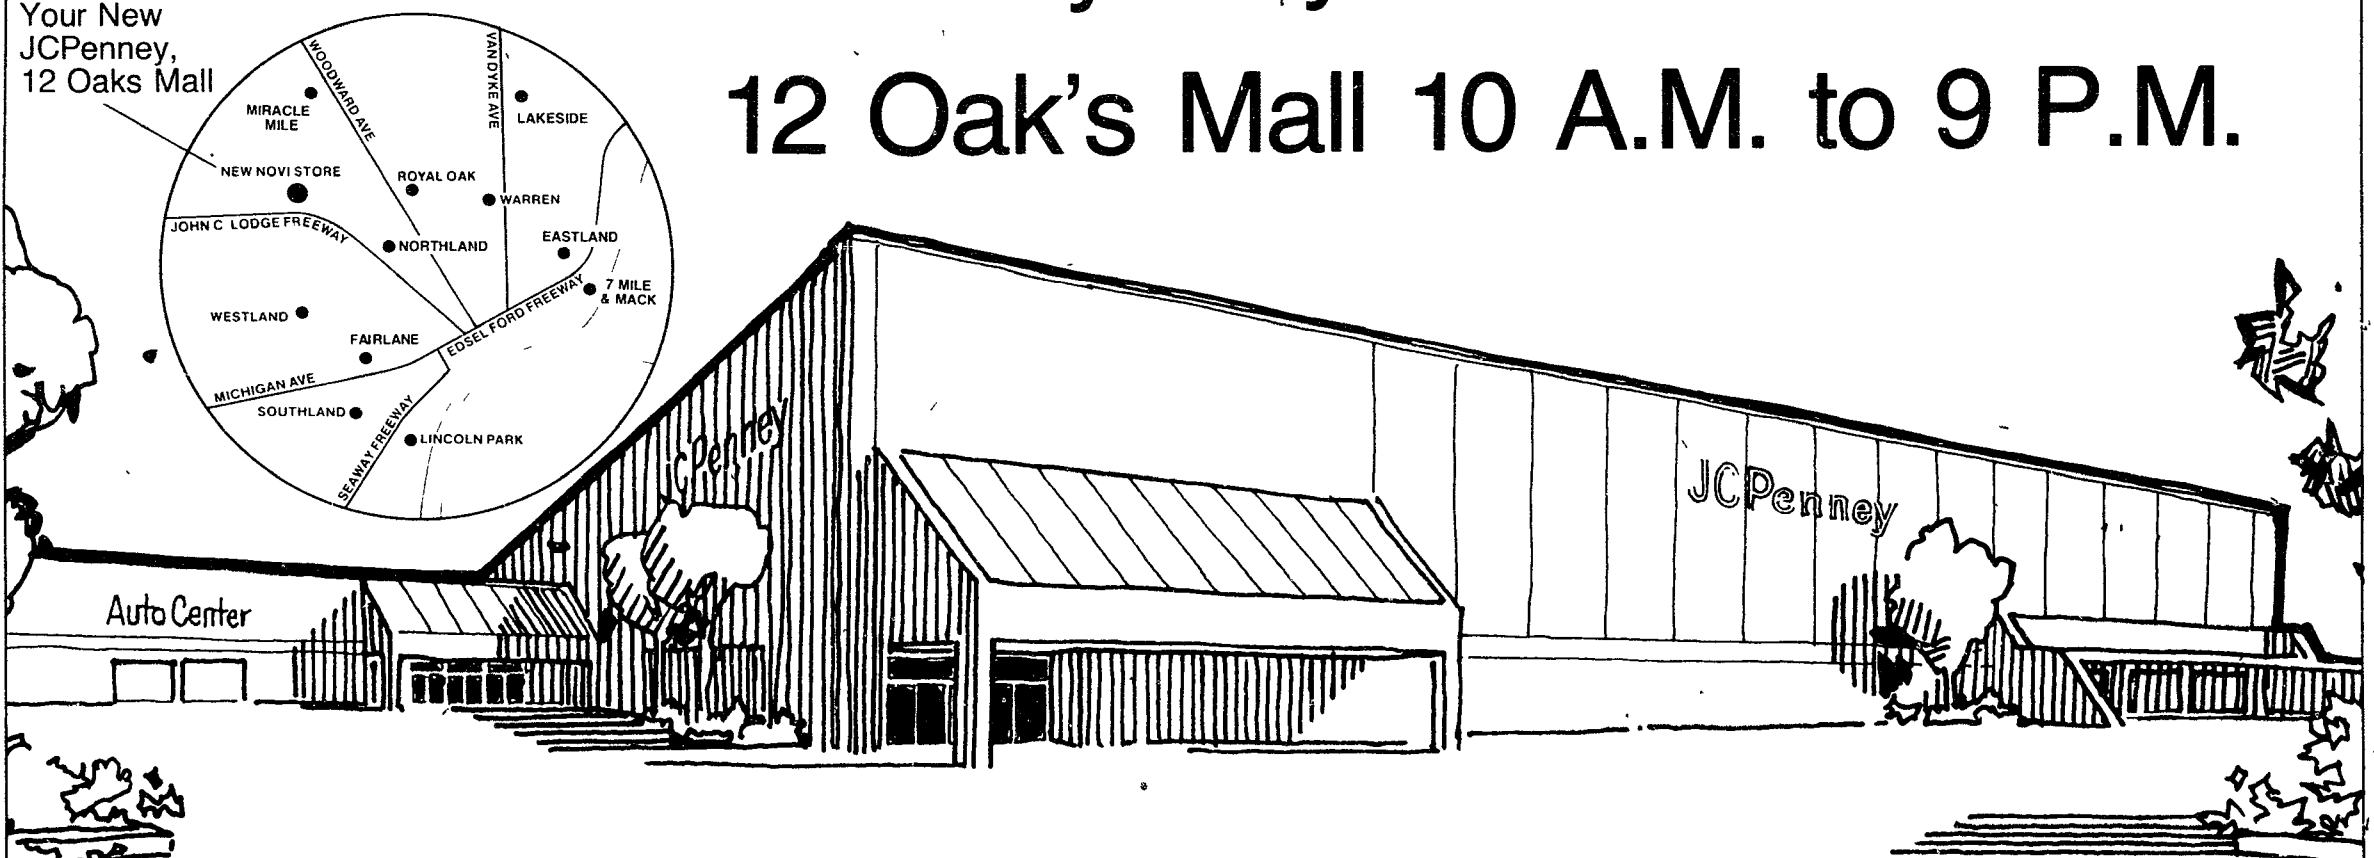 Your New
JCPenney,
12 Oaks Mall
12 Oak's Mall 10 A.M. to 9 P.M.
WOODWARD AVE
VAN DYKE AVE
MIRACLE
MILE
LAKESIDE
NEW NOVI STORE
ROYAL OAK
WARREN
JOHN C LODGE FREEWAY
NORTHLAND
EASTLAND
7 MILE
& MACK
WESTLAND
FAIRLANE
EDSEL FORD FREEWAY
MICHIGAN AVE
SOUTHLAND
SEAWAY FREEWAY
LINCOLN PARK
JCPenney
JCPenney
Auto Center